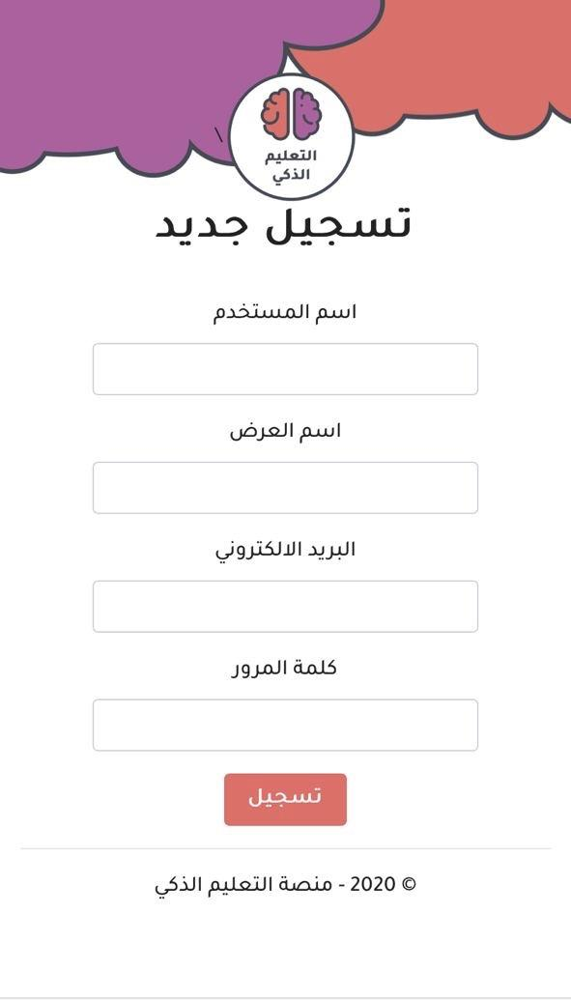 \
التعليم
الذكي
تسجيل جديد
اسم المستخدم
اسم العرض
البريد الالكتروني
كلمة المرور
تسجيل
© 2020 - منصة التعليم الذكي